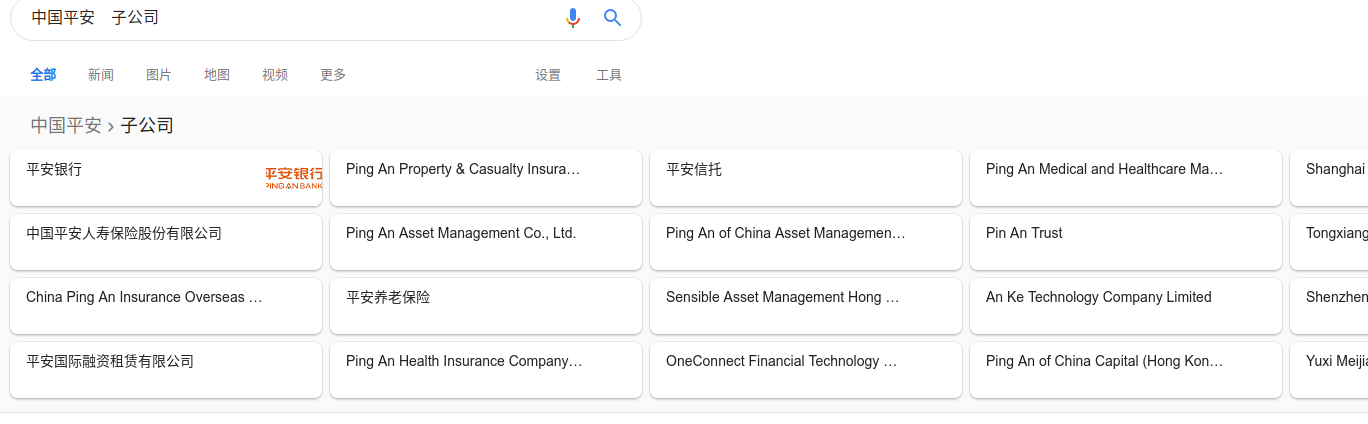 中国平安 子公司
全部 新闻 图片 地图 视频 更多 设置 工具
中国平安 › 子公司
平安银行
平安银行
PING AN BANK
Ping An Property & Casualty Insura…
平安信托
Ping An Medical and Healthcare Ma…
Shanghai
中国平安人寿保险股份有限公司
Ping An Asset Management Co., Ltd.
Ping An of China Asset Managemen…
Pin An Trust
Tongxiang
China Ping An Insurance Overseas …
平安养老保险
Sensible Asset Management Hong …
An Ke Technology Company Limited
Shenzhen
平安国际融资租赁有限公司
Ping An Health Insurance Company…
OneConnect Financial Technology …
Ping An of China Capital (Hong Kon…
Yuxi Meijia